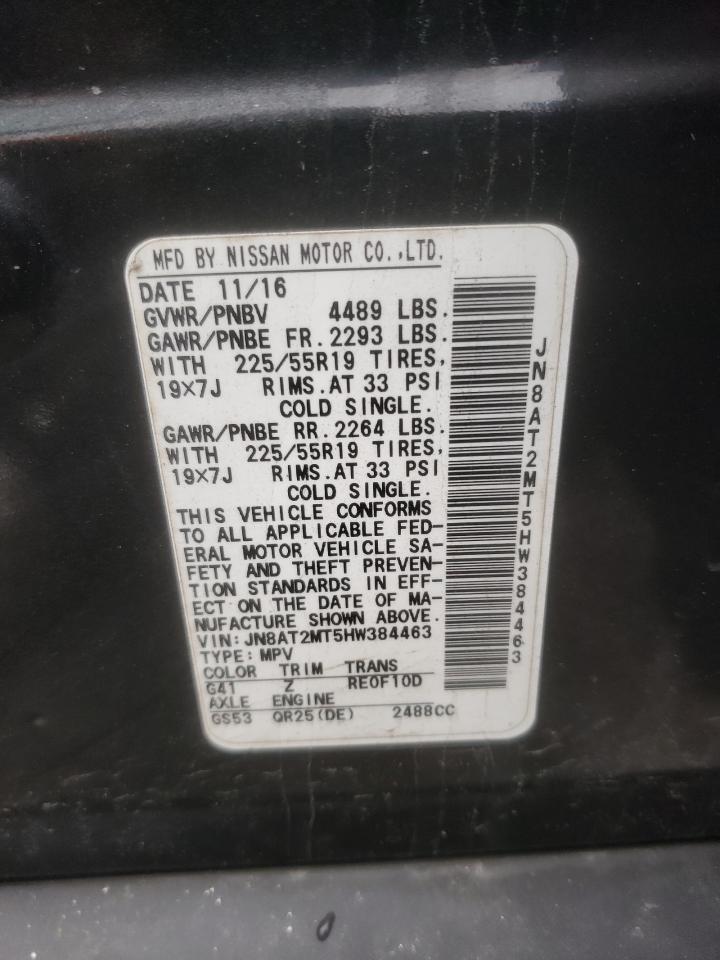 MFD BY NISSAN MOTOR CO.,LTD.
DATE 11/16
GVWR/PNBV 4489 LBS.
GAWR/PNBE FR. 2293 LBS.
WITH 225/55R19 TIRES,
19×7J RIMS.AT 33 PSI
COLD SINGLE.
GAWR/PNBE RR. 2264 LBS.
WITH 225/55R19 TIRES,
19×7J RIMS.AT 33 PSI
COLD SINGLE.
THIS VEHICLE CONFORMS
TO ALL APPLICABLE FED-
ERAL MOTOR VEHICLE SA-
FETY AND THEFT PREVEN-
TION STANDARDS IN EFF-
ECT ON THE DATE OF MA-
NUFACTURE SHOWN ABOVE.
VIN: JN8AT2MT5HW384463
TYPE: MPV
COLOR TRIM TRANS
G41 Z RE0F10D
AXLE ENGINE
GS53 QR25(DE) 2488CC
JN8AT2MT5HW384463